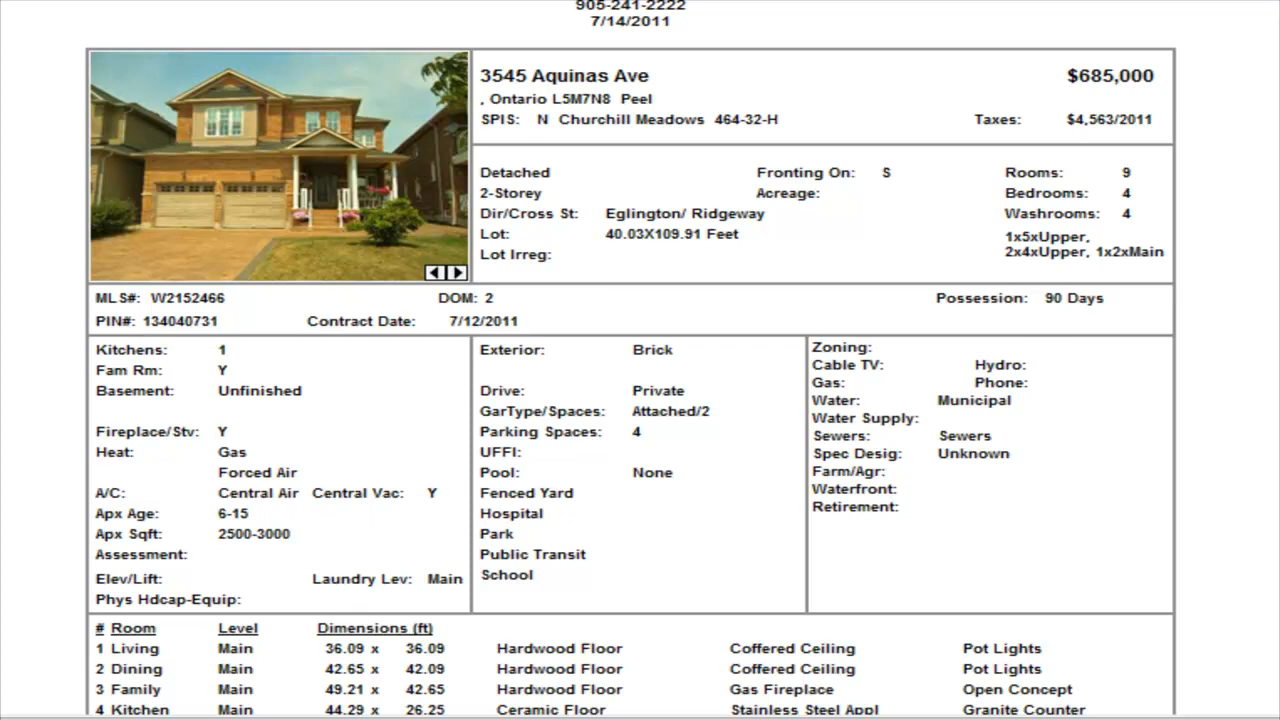 905-241-2222
7/14/2011
3545 Aquinas Ave $685,000
, Ontario L5M7N8 Peel
SPIS: N Churchill Meadows 464-32-H Taxes: $4,563/2011
Detached Fronting On: S Rooms: 9
2-Storey Acreage: Bedrooms: 4
Dir/Cross St: Eglington/ Ridgeway Washrooms: 4
Lot: 40.03X109.91 Feet 1x5xUpper,
Lot Irreg: 2x4xUpper, 1x2xMain
MLS#: W2152466 DOM: 2 Possession: 90 Days
PIN#: 134040731 Contract Date: 7/12/2011
Kitchens: 1
Fam Rm: Y
Basement: Unfinished
Fireplace/Stv: Y
Heat: Gas
Forced Air
A/C: Central Air Central Vac: Y
Apx Age: 6-15
Apx Sqft: 2500-3000
Assessment:
Elev/Lift: Laundry Lev: Main
Phys Hdcap-Equip:
Exterior: Brick
Drive: Private
GarType/Spaces: Attached/2
Parking Spaces: 4
UFFI:
Pool: None
Fenced Yard
Hospital
Park
Public Transit
School
Zoning:
Cable TV: Hydro:
Gas: Phone:
Water: Municipal
Water Supply:
Sewers: Sewers
Spec Desig: Unknown
Farm/Agr:
Waterfront:
Retirement:
# Room Level Dimensions (ft)
1 Living Main 36.09 x 36.09 Hardwood Floor Coffered Ceiling Pot Lights
2 Dining Main 42.65 x 42.09 Hardwood Floor Coffered Ceiling Pot Lights
3 Family Main 49.21 x 42.65 Hardwood Floor Gas Fireplace Open Concept
4 Kitchen Main 44.29 x 26.25 Ceramic Floor Stainless Steel Appl Granite Counter